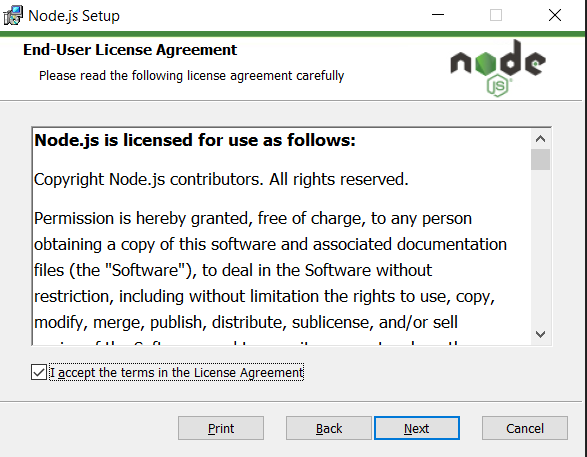 Node.js Setup
End-User License Agreement
Please read the following license agreement carefully
node
JS
Node.js is licensed for use as follows:
Copyright Node.js contributors. All rights reserved.
Permission is hereby granted, free of charge, to any person
obtaining a copy of this software and associated documentation
files (the "Software"), to deal in the Software without
restriction, including without limitation the rights to use, copy,
modify, merge, publish, distribute, sublicense, and/or sell
I accept the terms in the License Agreement
Print
Back
Next
Cancel